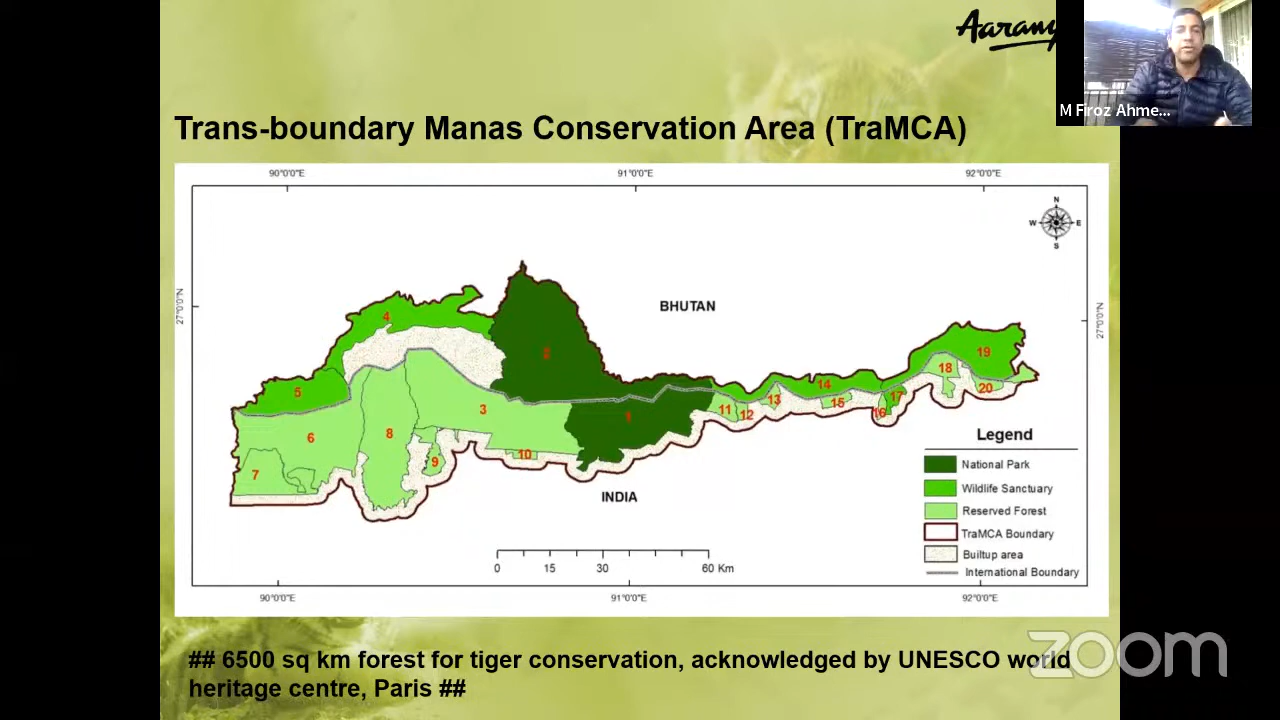 Aarany
M Firoz Ahme...
Trans-boundary Manas Conservation Area (TraMCA)
90°0'0"E 91°0'0"E 92°0'0"E
N
W E
S
27°0'0"N
27°0'0"N
BHUTAN
4
2
5
19
18
14
20
17
3
1
13
15
11
12
16
6
8
9
10
7
INDIA
Legend
National Park
Wildlife Sanctuary
Reserved Forest
TraMCA Boundary
Builtup area
International Boundary
0 15 30 60 Km
90°0'0"E 91°0'0"E 92°0'0"E
## 6500 sq km forest for tiger conservation, acknowledged by UNESCO world
heritage centre, Paris ##
zoom